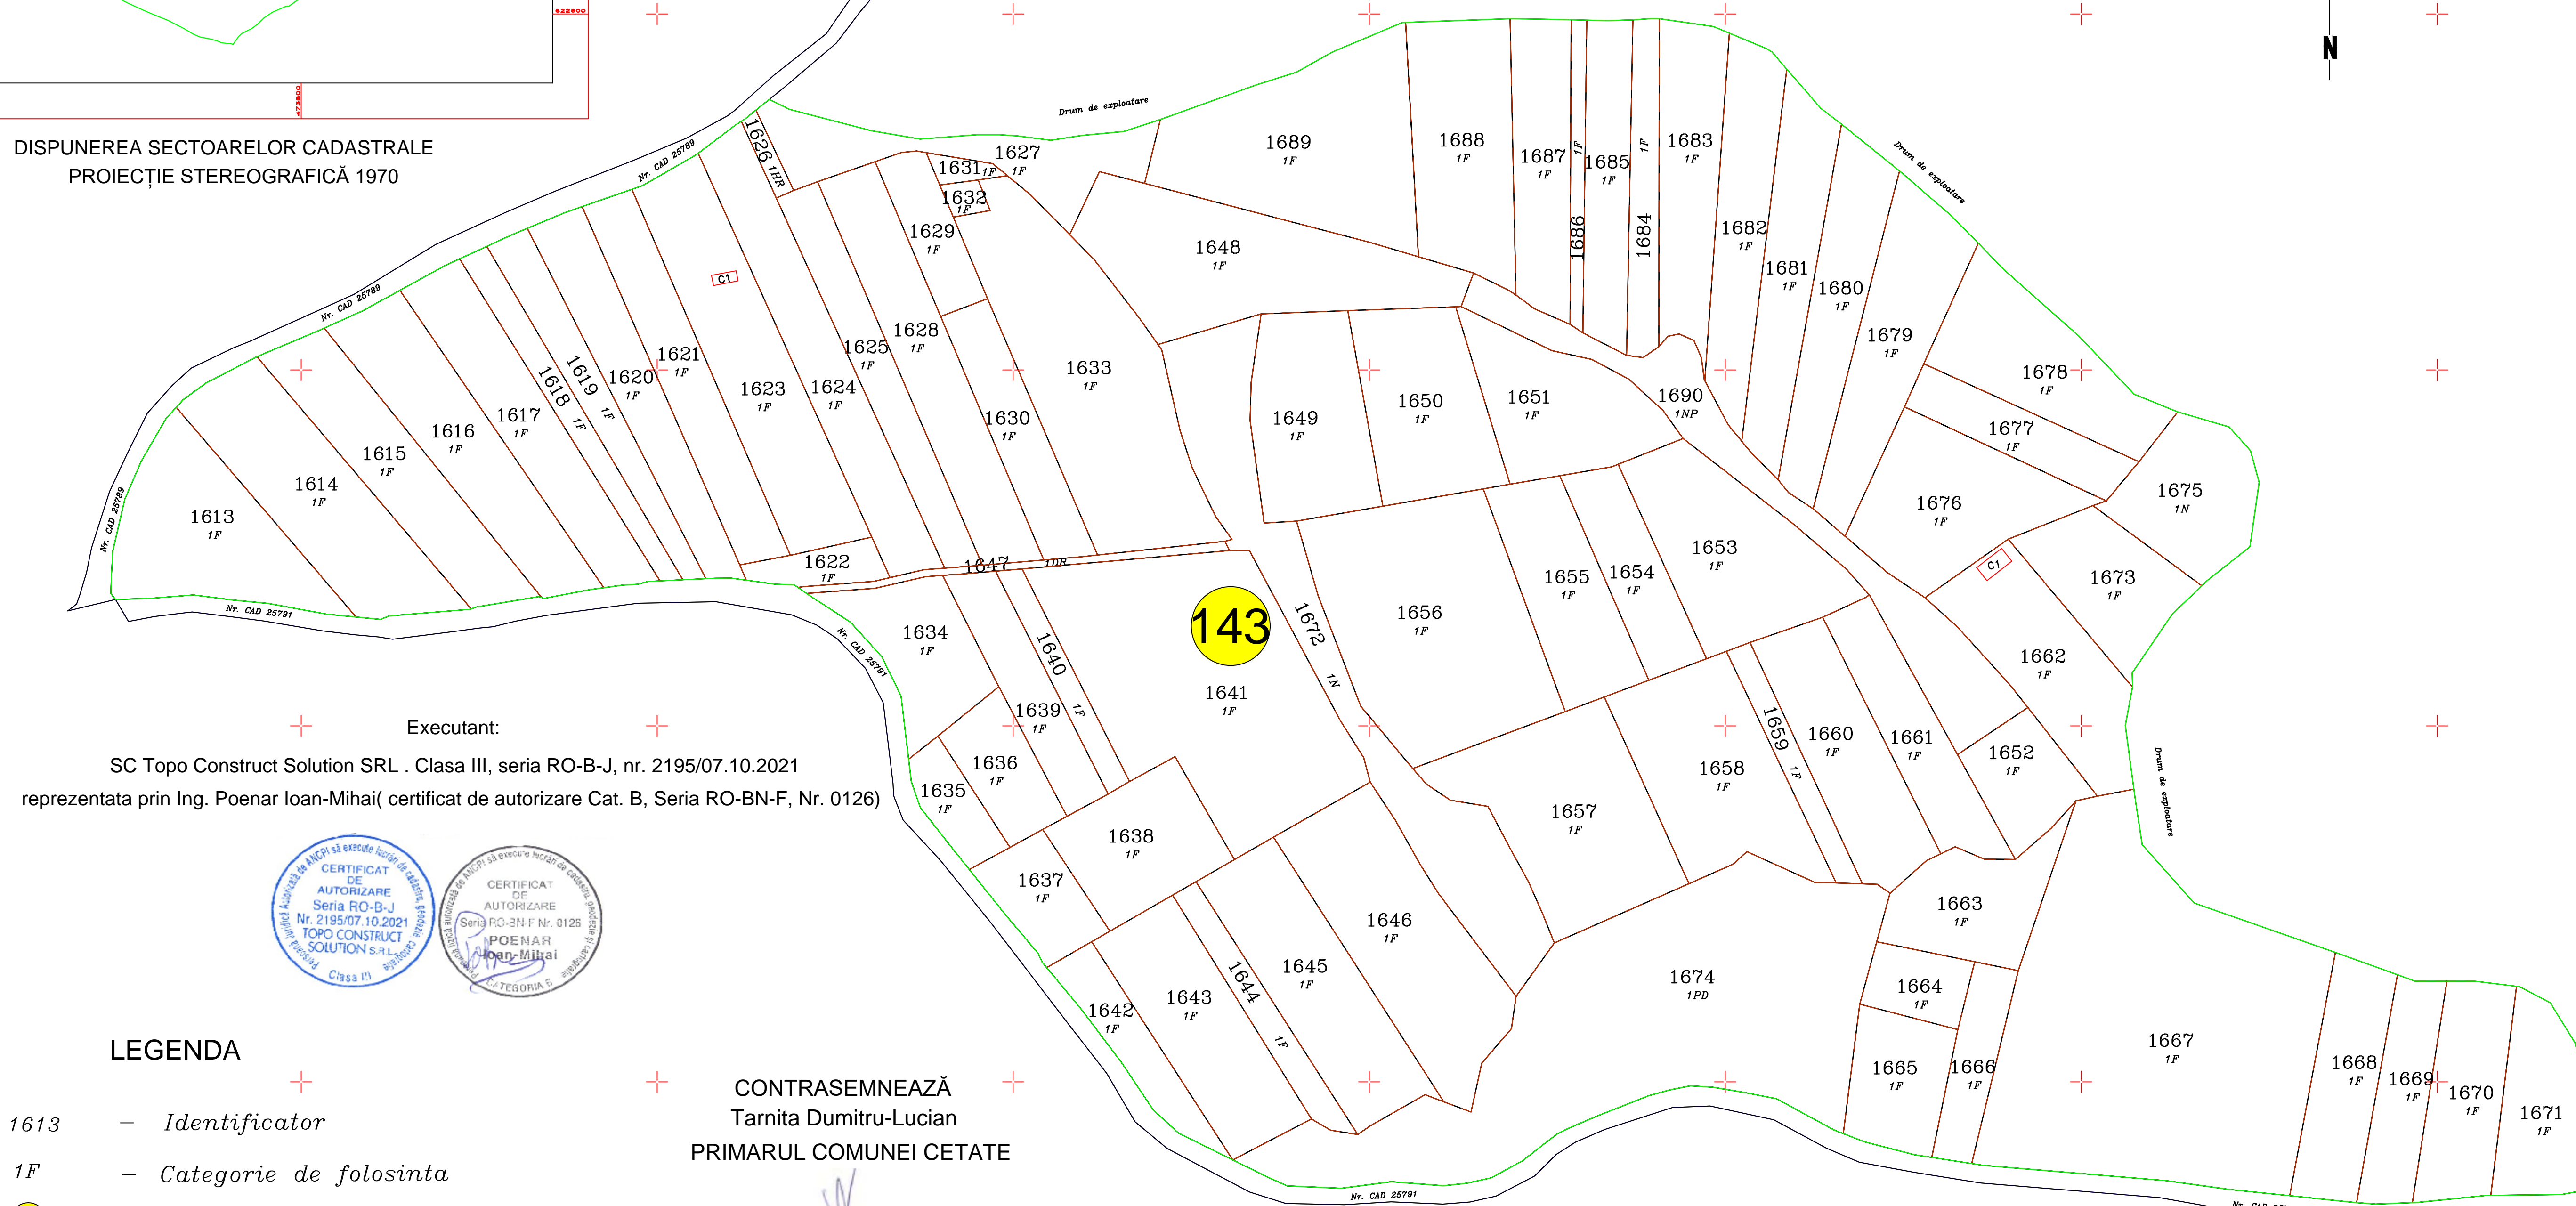 622600
473800
DISPUNEREA SECTOARELOR CADASTRALE
PROIECȚIE STEREOGRAFICĂ 1970
N
Drum de exploatare
Drum de exploatare
Drum de exploatare
Nr. CAD 25789
Nr. CAD 25789
Nr. CAD 25789
Nr. CAD 25791
Nr. CAD 25791
Nr. CAD 25791
1613
1F
1614
1F
1615
1F
1616
1F
1617
1F
1618
1F
1619
1F
1620
1F
1621
1F
1622
1F
1623
1F
C1
1624
1F
1625
1F
1626
1HR
1627
1F
1628
1F
1629
1F
1630
1F
1631
1F
1632
1F
1633
1F
1634
1F
1635
1F
1636
1F
1637
1F
1638
1F
1639
1F
1640
1F
1641
1F
1642
1F
1643
1F
1644
1F
1645
1F
1646
1F
1647
1DR
1648
1F
1649
1F
1650
1F
1651
1F
1652
1F
1653
1F
1654
1F
1655
1F
1656
1F
1657
1F
1658
1F
1659
1F
1660
1F
1661
1F
1662
1F
1663
1F
1664
1F
1665
1F
1666
1F
1667
1F
1668
1F
1669
1F
1670
1F
1671
1F
1672
1N
1673
1F
C1
1674
1PD
1675
1N
1676
1F
1677
1F
1678
1F
1679
1F
1680
1F
1681
1F
1682
1F
1683
1F
1684
1F
1685
1F
1686
1F
1687
1F
1688
1F
1689
1F
1690
1NP
143
Executant:
SC Topo Construct Solution SRL . Clasa III, seria RO-B-J, nr. 2195/07.10.2021
reprezentata prin Ing. Poenar Ioan-Mihai( certificat de autorizare Cat. B, Seria RO-BN-F, Nr. 0126)
CERTIFICAT
DE
AUTORIZARE
Seria RO-B-J
Nr. 2195/07.10.2021
TOPO CONSTRUCT
SOLUTION S.R.L.
Clasa III
CERTIFICAT
DE
AUTORIZARE
Seria RO-BN-F Nr. 0126
POENAR
Ioan-Mihai
CATEGORIA B
LEGENDA
1613 – Identificator
1F – Categorie de folosinta
CONTRASEMNEAZĂ
Tarnita Dumitru-Lucian
PRIMARUL COMUNEI CETATE